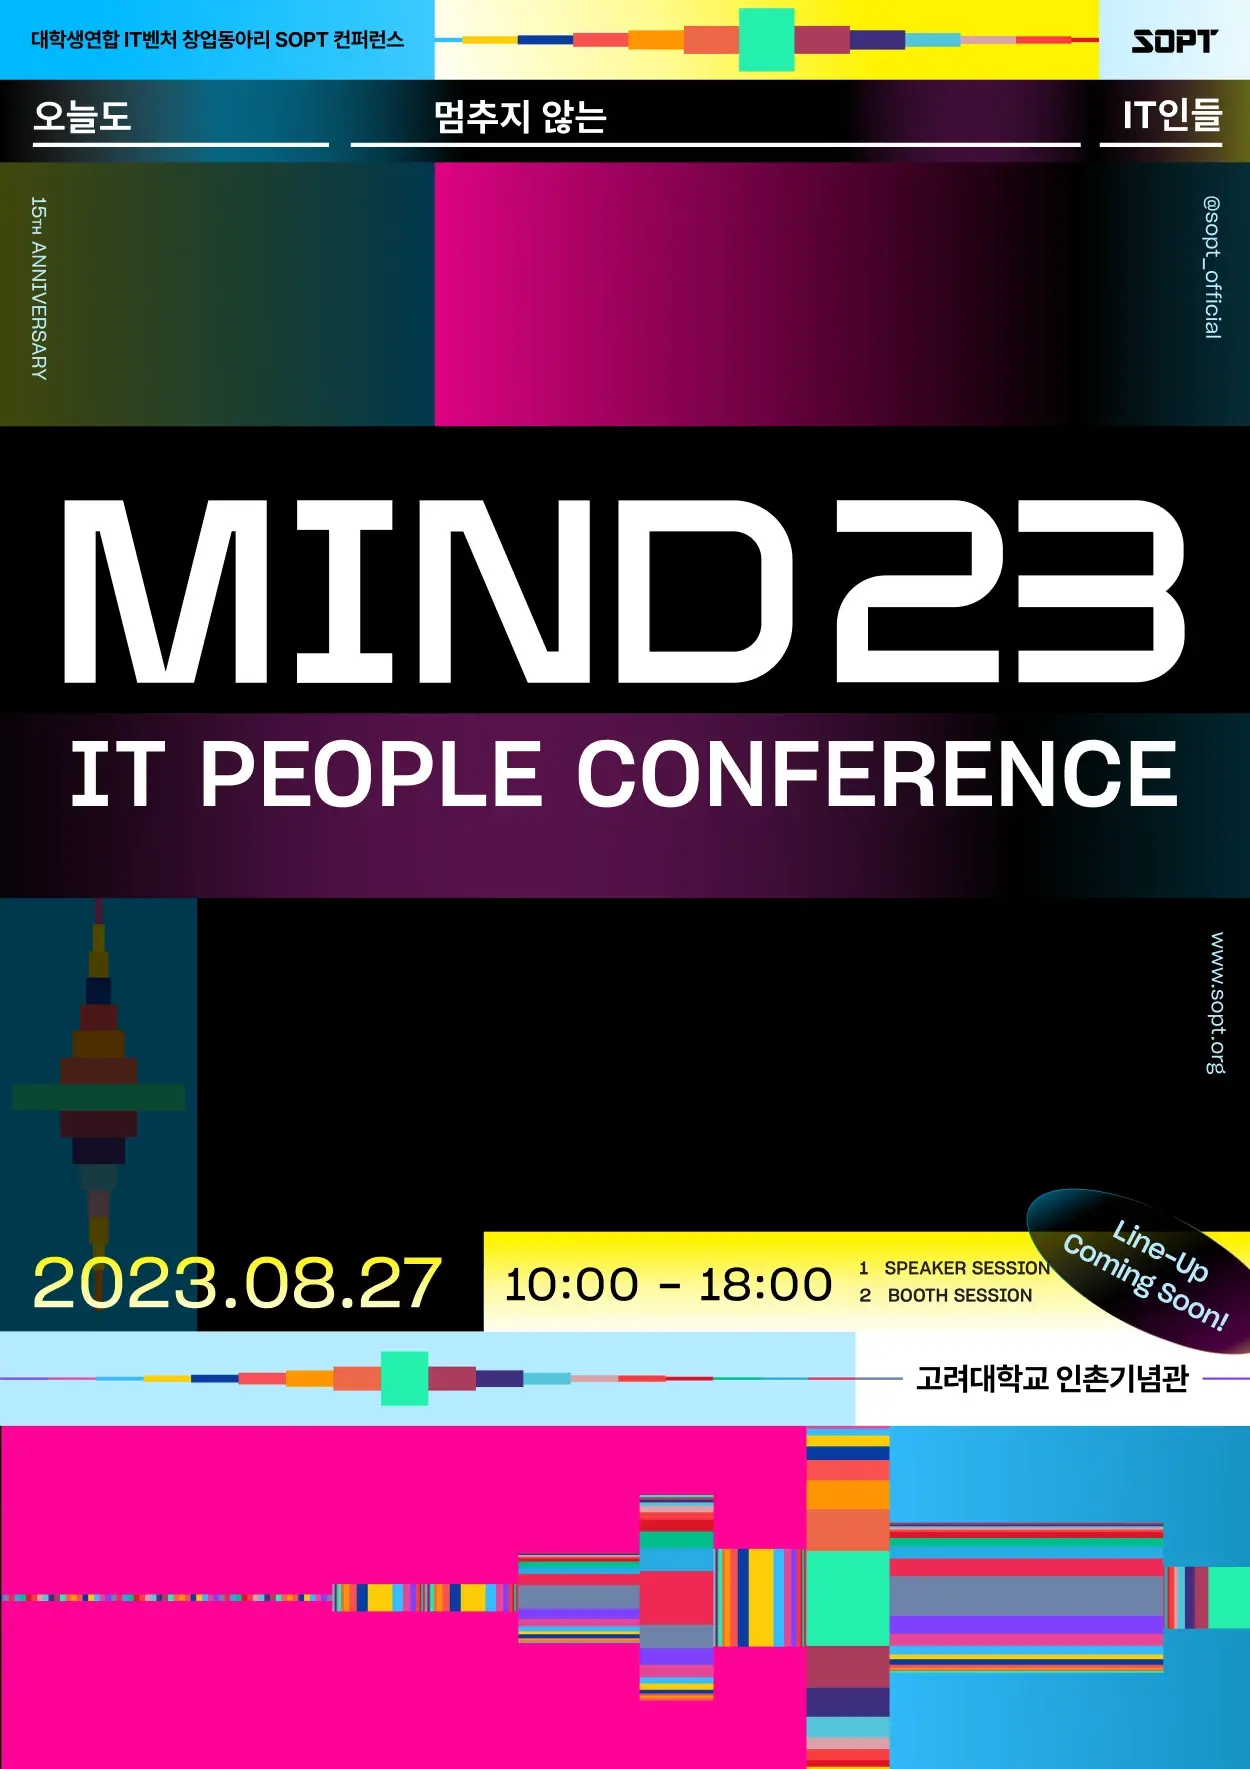 대학생연합 IT벤처 창업동아리 SOPT 컨퍼런스
SOPT
오늘도 멈추지 않는 IT인들
15TH ANNIVERSARY
@sopt_official
MIND 23
IT PEOPLE CONFERENCE
www.sopt.org
Line-Up
Coming Soon!
2023.08.27
10:00 - 18:00
1 SPEAKER SESSION
2 BOOTH SESSION
고려대학교 인촌기념관